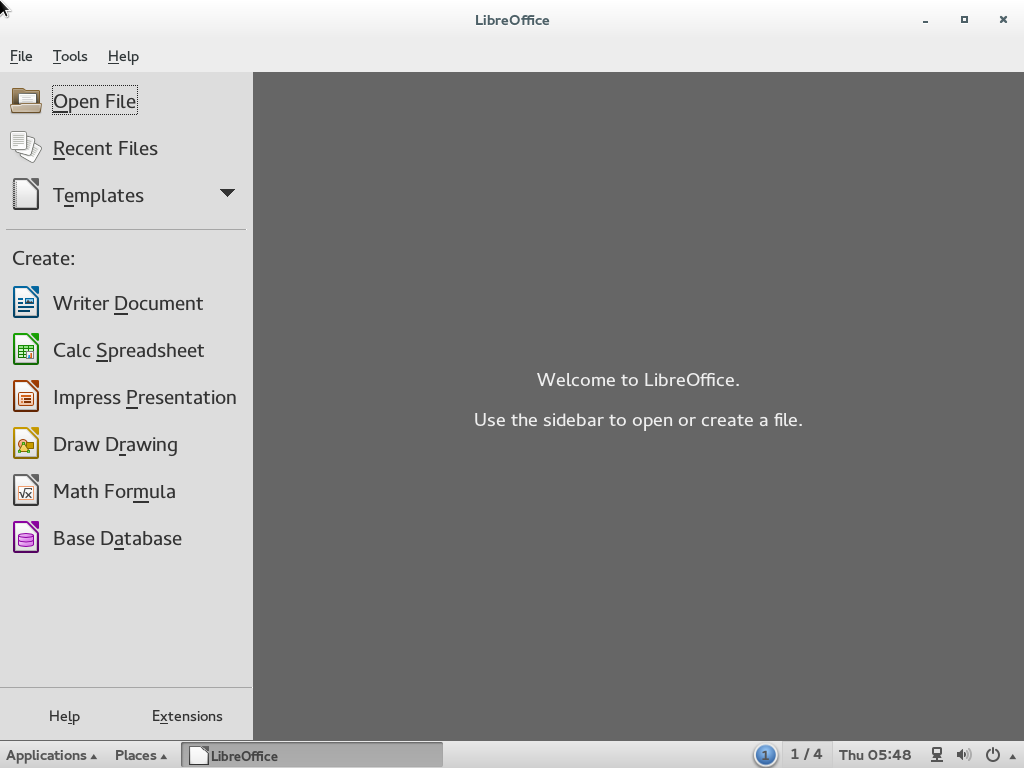 LibreOffice
File Tools Help
Open File
Recent Files
Templates
Create:
Writer Document
Calc Spreadsheet
Impress Presentation
Draw Drawing
Math Formula
Base Database
Help Extensions
Welcome to LibreOffice.
Use the sidebar to open or create a file.
Applications Places LibreOffice 1 1 / 4 Thu 05:48